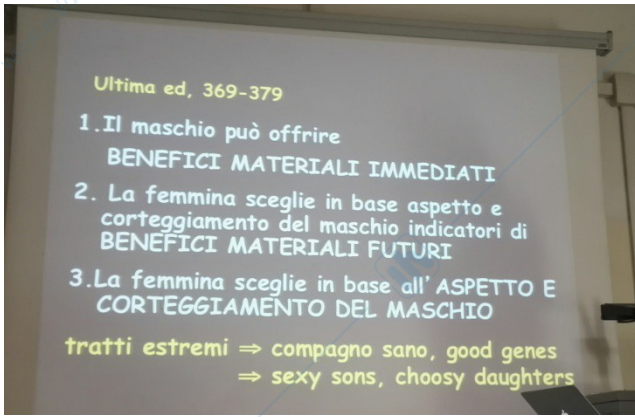 Ultima ed, 369-379
1.Il maschio può offrire
BENEFICI MATERIALI IMMEDIATI
2. La femmina sceglie in base aspetto e
corteggiamento del maschio indicatori di
BENEFICI MATERIALI FUTURI
3.La femmina sceglie in base all'ASPETTO E
CORTEGGIAMENTO DEL MASCHIO
tratti estremi ⇒ compagno sano, good genes
⇒ sexy sons, choosy daughters